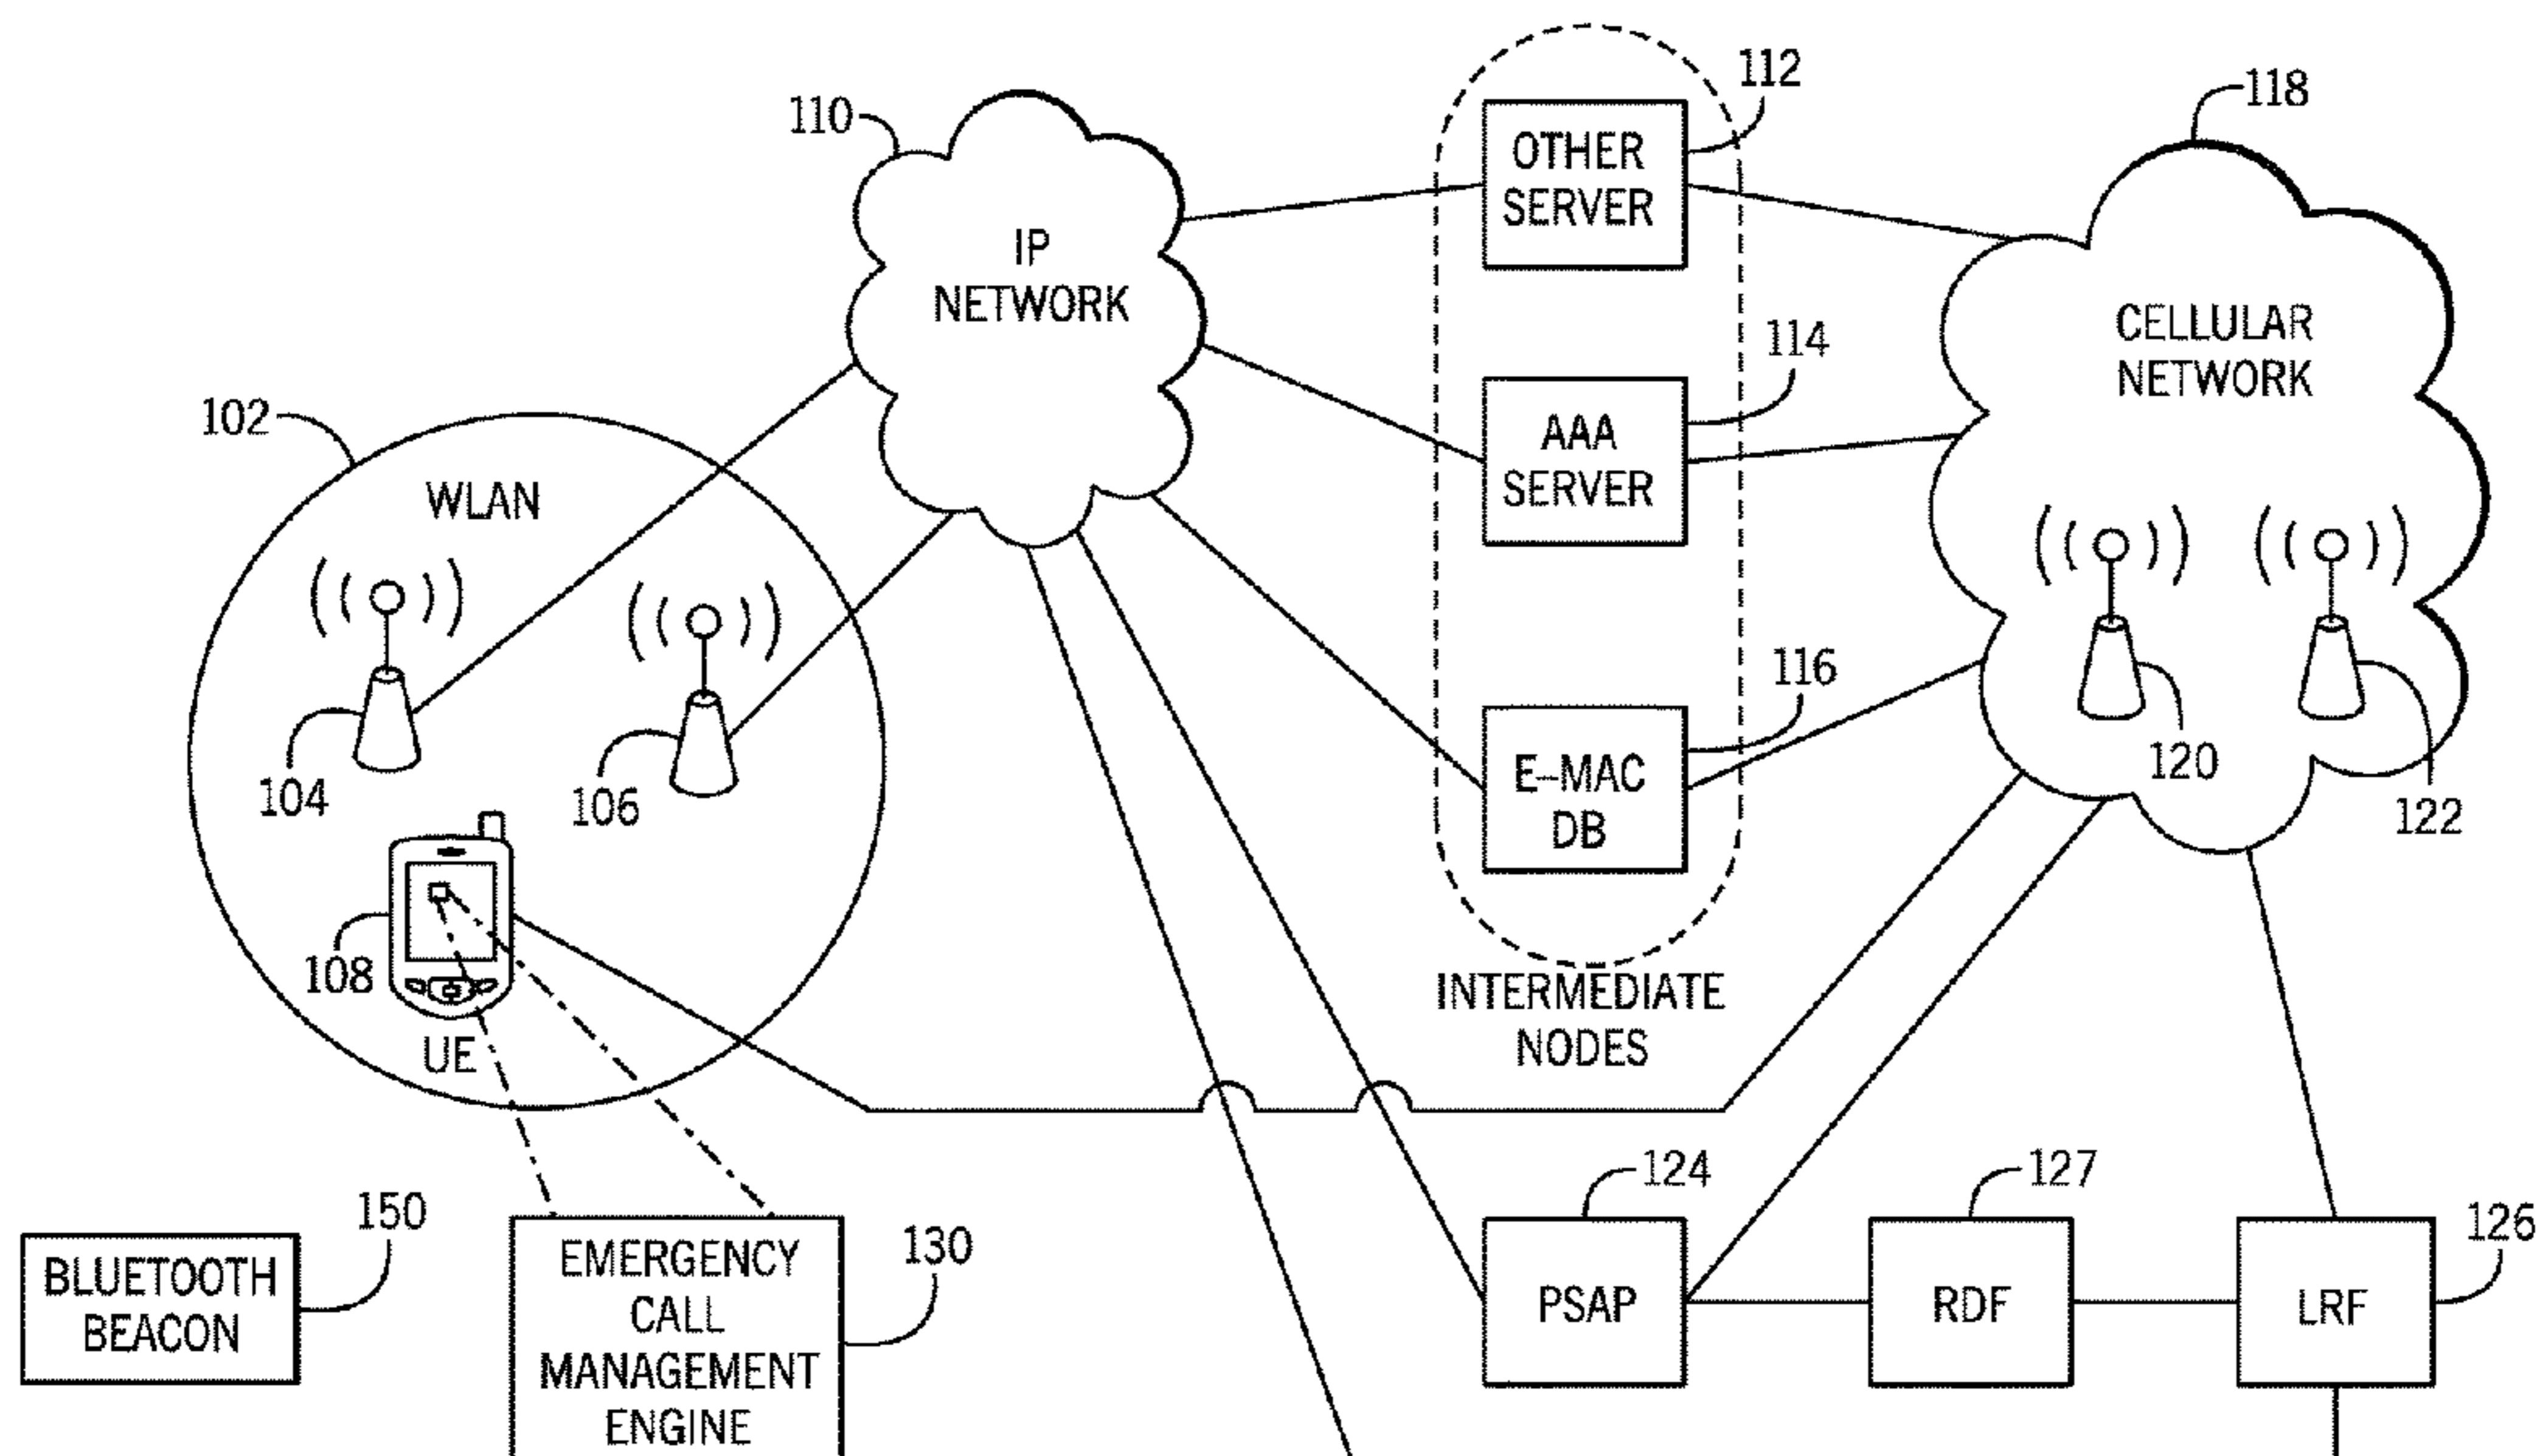 112
118
110
OTHER
SERVER
IP
NETWORK
CELLULAR
NETWORK
114
102
AAA
SERVER
WLAN
116
120
E-MAC
DB
104
106
122
108
INTERMEDIATE
NODES
UE
124
127
150
126
130
EMERGENCY
CALL
MANAGEMENT
ENGINE
BLUETOOTH
BEACON
PSAP
RDF
LRF